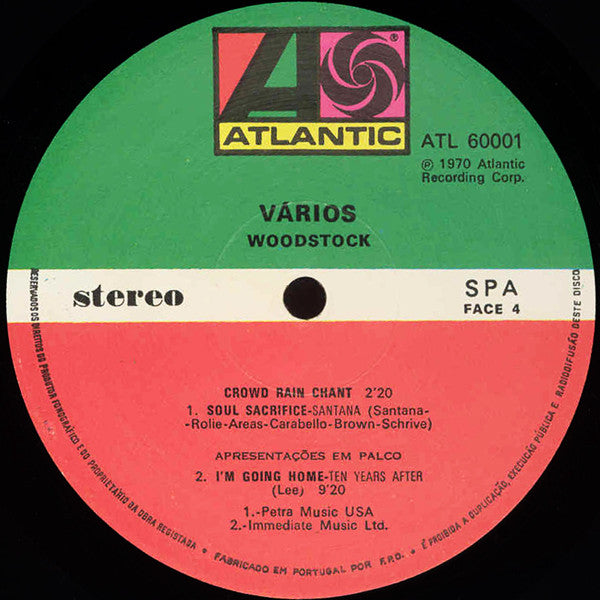 ATLANTIC
®
ATL 60001
℗ 1970 Atlantic
Recording Corp.
VÁRIOS
WOODSTOCK
stereo
SPA
FACE 4
CROWD RAIN CHANT 2'20
1. SOUL SACRIFICE-SANTANA (Santana-
-Rolie-Areas-Carabello-Brown-Schrive)
APRESENTAÇÕES EM PALCO
2. I'M GOING HOME-TEN YEARS AFTER
(Lee) 9'20
1.-Petra Music USA
2.-Immediate Music Ltd.
RESERVADOS OS DIREITOS DO PRODUTOR FONOGRÁFICO E DO PROPRIETÁRIO DA OBRA REGISTADA • FABRICADO EM PORTUGAL POR F.P.D. • É PROIBIDA A DUPLICAÇÃO, EXECUÇÃO PÚBLICA E RADIODIFUSÃO DESTE DISCO